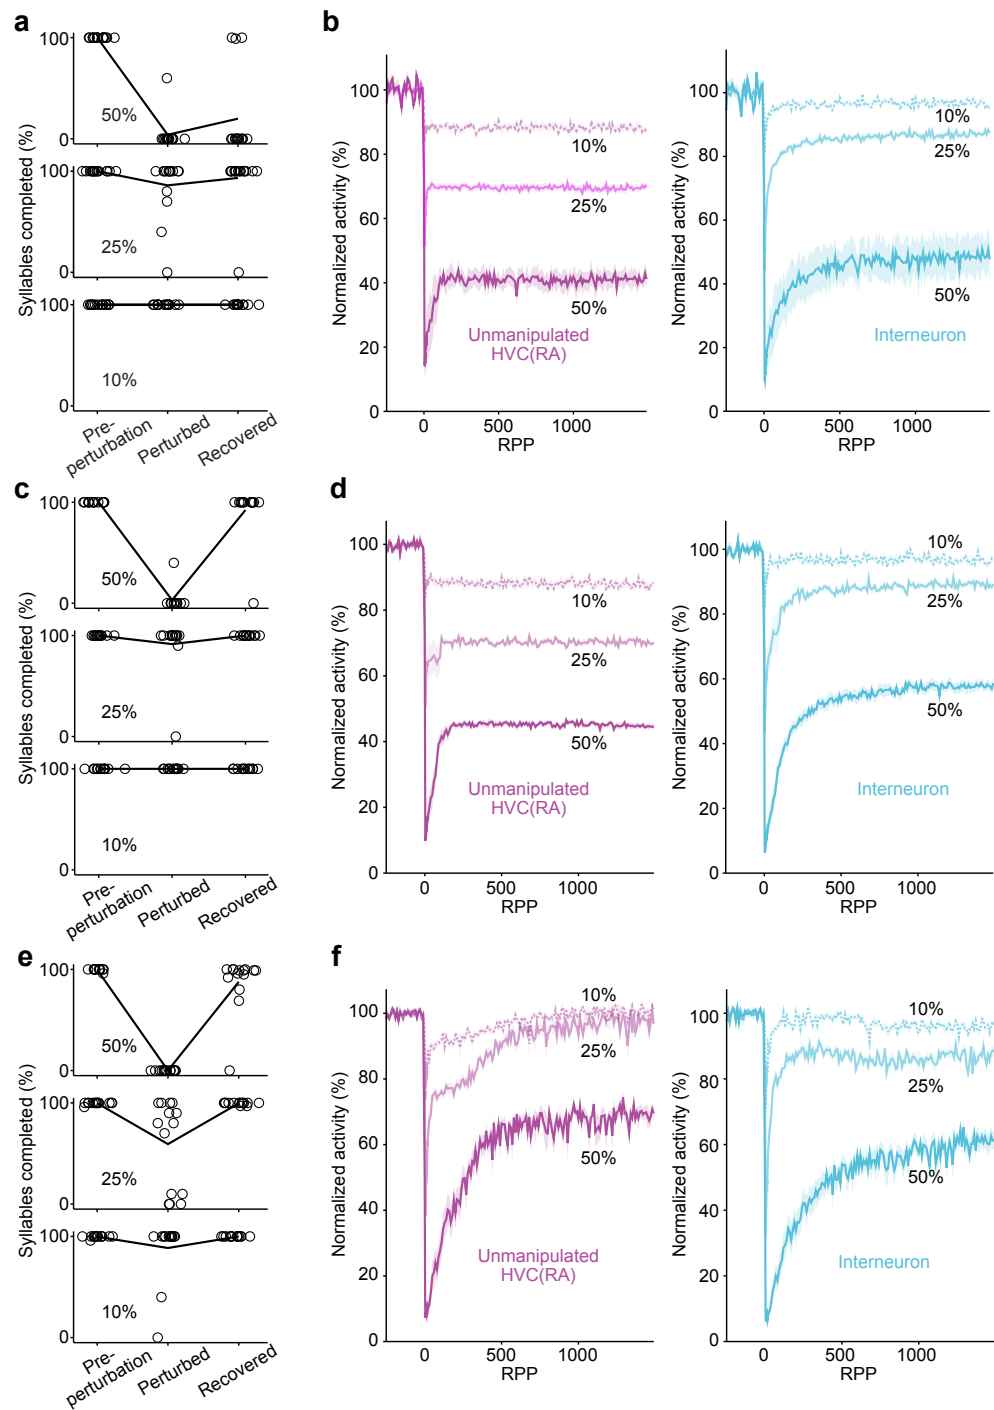 a
Syllables completed (%)
100
50%
0
100
25%
0
100
10%
0
Pre-
perturbation
Perturbed
Recovered
b
Normalized activity (%)
100
80
60
40
20
0
10%
25%
50%
Unmanipulated
HVC(RA)
0
500
1000
RPP
Normalized activity (%)
100
80
60
40
20
0
10%
25%
50%
Interneuron
0
500
1000
RPP
c
Syllables completed (%)
100
50%
0
100
25%
0
100
10%
0
Pre-
perturbation
Perturbed
Recovered
d
Normalized activity (%)
100
80
60
40
20
0
10%
25%
50%
Unmanipulated
HVC(RA)
0
500
1000
RPP
Normalized activity (%)
100
80
60
40
20
0
10%
25%
50%
Interneuron
0
500
1000
RPP
e
Syllables completed (%)
100
50%
0
100
25%
0
100
10%
0
Pre-
perturbation
Perturbed
Recovered
f
Normalized activity (%)
100
80
60
40
20
0
10%
25%
50%
Unmanipulated
HVC(RA)
0
500
1000
RPP
Normalized activity (%)
100
80
60
40
60
0
10%
25%
50%
Interneuron
0
500
1000
RPP